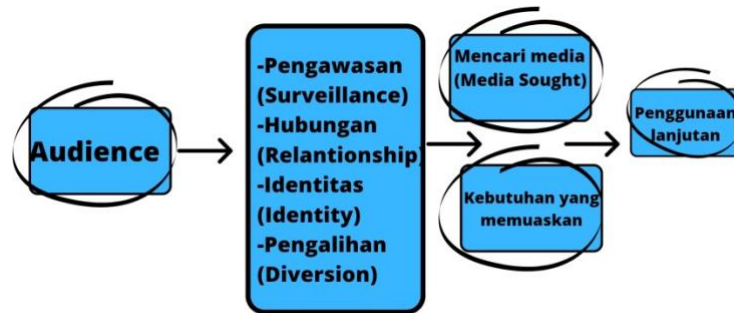 Audience
-Pengawasan
(Surveillance)
-Hubungan
(Relantionship)
-Identitas
(Identity)
-Pengalihan
(Diversion)
Mencari media
(Media Sought)
Kebutuhan yang
memuaskan
Penggunaan
lanjutan